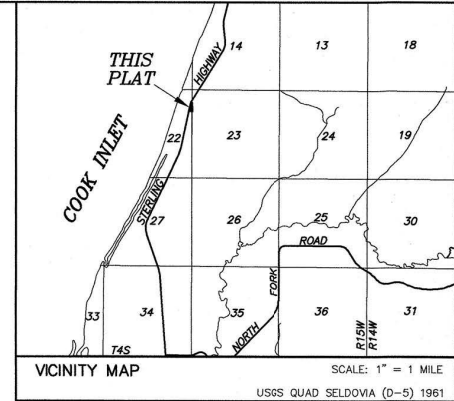 14
13
18
THIS
PLAT
HIGHWAY
COOK INLET
22
23
24
19
STERLING
27
26
25
30
ROAD
FORK
33
34
35
36
31
NORTH
T4S
R15W
R14W
VICINITY MAP
SCALE: 1" = 1 MILE
USGS QUAD SELDOVIA (D-5) 1961